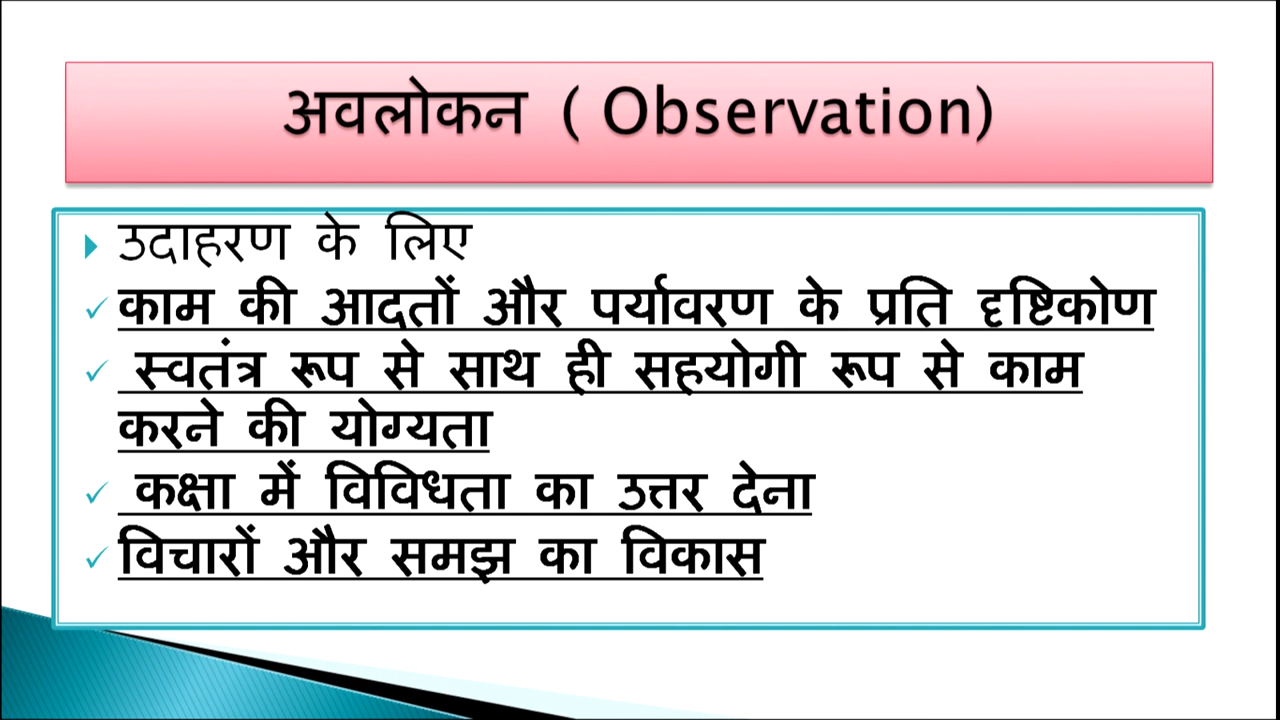 अवलोकन ( Observation)
उदाहरण के लिए
काम की आदतों और पर्यावरण के प्रति दृष्टिकोण
स्वतंत्र रूप से साथ ही सहयोगी रूप से काम
करने की योग्यता
कक्षा में विविधता का उत्तर देना
विचारों और समझ का विकास